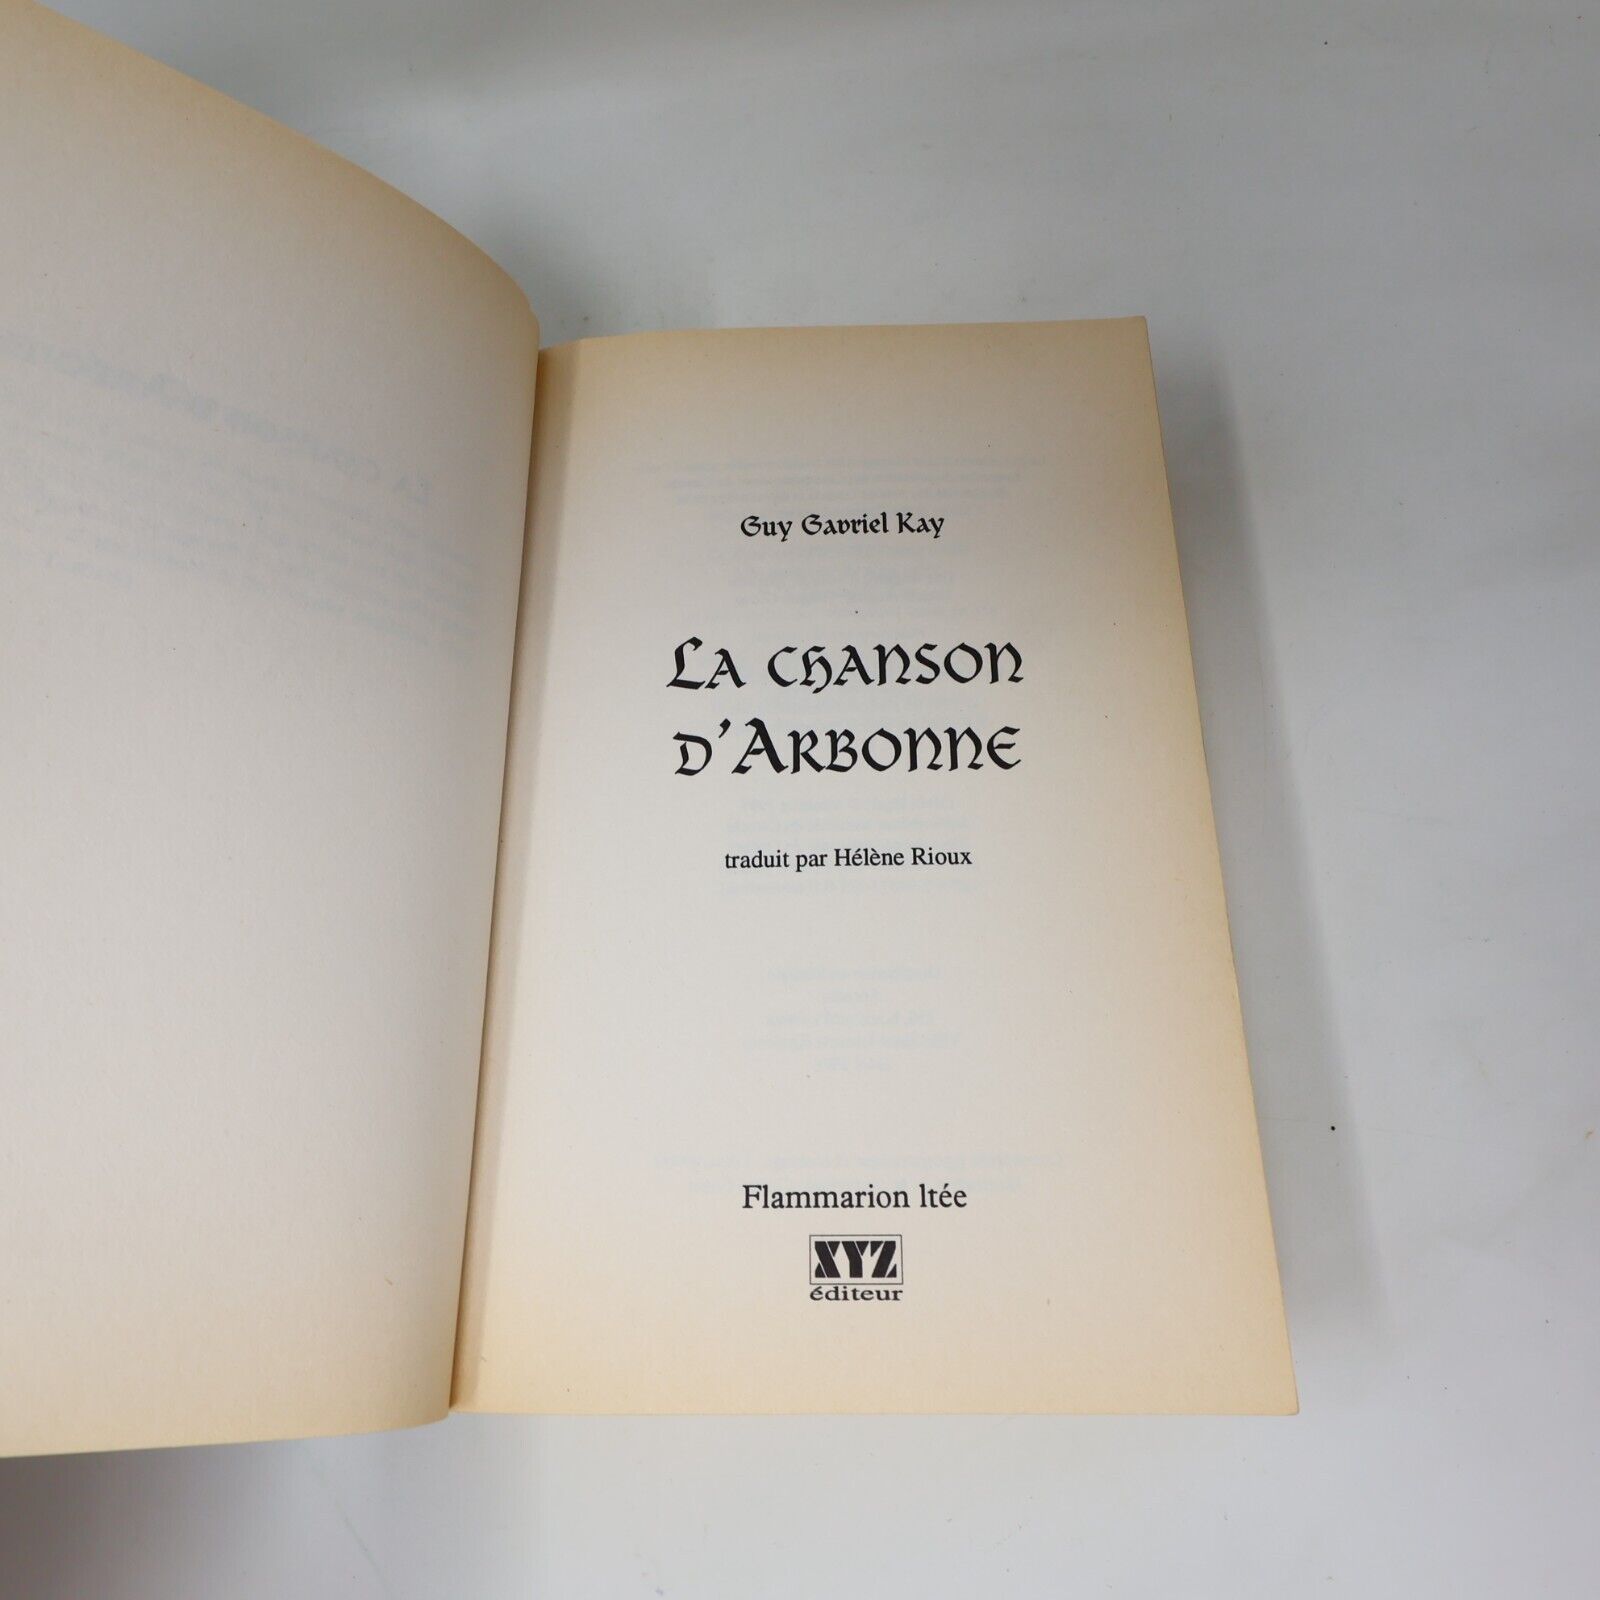 Guy Gavriel Kay
La chanson
d'Arbonne
traduit par Hélène Rioux
Flammarion ltée
XYZ
éditeur